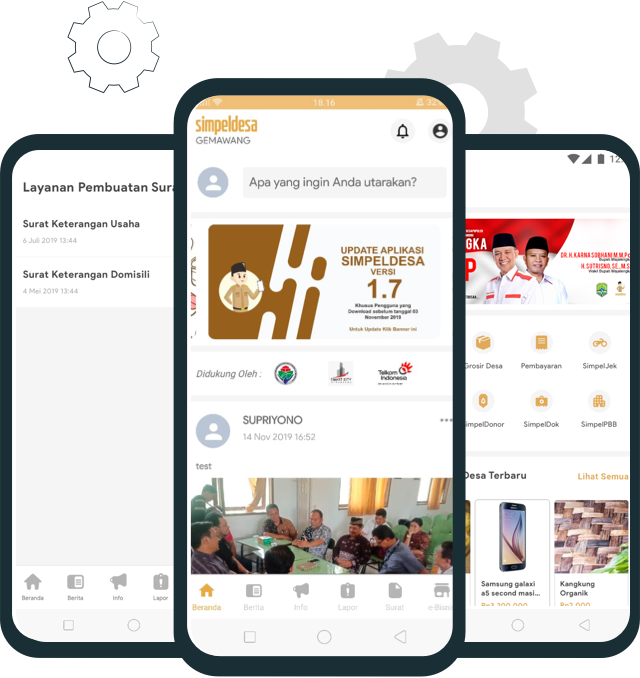 Layanan Pembuatan Sura
Surat Keterangan Usaha
6 Juli 2019 13:44
Surat Keterangan Domisili
4 Mei 2019 13:44
Beranda
Berita
Info
Lapor
18.16
32
simpeldesa
GEMAWANG
Apa yang ingin Anda utarakan?
UPDATE APLIKASI
SIMPELDESA
VERSI
1.7
Khusus Pengguna yang
Download sebelum tanggal 03
November 2019
Untuk Update Klik Banner ini
Didukung Oleh :
Telkom
Indonesia
SUPRIYONO
14 Nov 2019 16:52
test
Beranda
Berita
Info
Lapor
Surat
e-Bisnis
12:
GKA
P
DR. H. KARNA SOBAHI, M.M.Pd
H. SUTRISNO, SE., M.S
Grosir Desa
Pembayaran
SimpelJek
SimpelDonor
SimpelDok
SimpelPBB
Desa Terbaru
Lihat Semua
Samsung galaxi
a5 second masi...
Rp3.200.000
Kangkung
Organik
Rp2.000